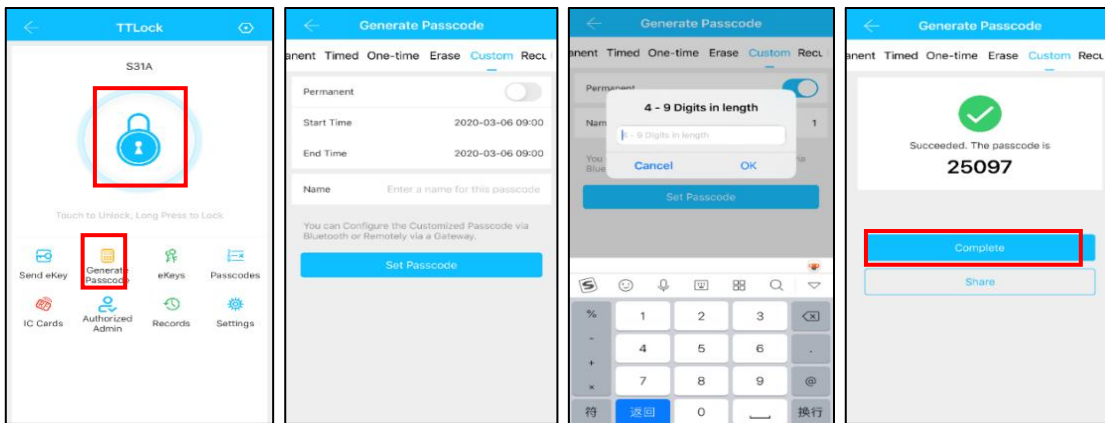 TTLock
S31A
Touch to Unlock, Long Press to Lock
Send eKey
Generate
Passcode
eKeys
Passcodes
IC Cards
Authorized
Admin
Records
Settings
Generate Passcode
anent Timed One-time Erase Custom Recu
Permanent
Start Time 2020-03-06 09:00
End Time 2020-03-06 09:00
Name Enter a name for this passcode
You can Configure the Customized Passcode via
Bluetooth or Remotely via a Gateway.
Set Passcode
Generate Passcode
anent Timed One-time Erase Custom Recu
Permanent
4 - 9 Digits in length
Nam 1
4 - 9 Digits in length
You via
Blue
Cancel OK
Set Passcode
% 1 2 3
- 4 5 6 .
+
× 7 8 9 @
符 返回 0 换行
Generate Passcode
anent Timed One-time Erase Custom Recu
Succeeded. The passcode is
25097
Complete
Share